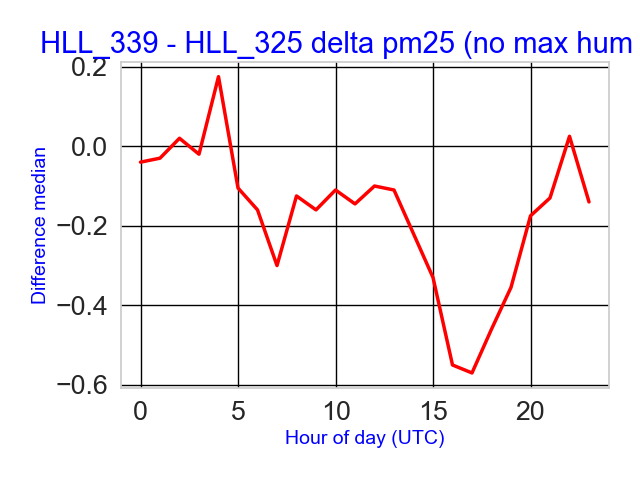 HLL_339 - HLL_325 delta pm25 (no max hum
0.2
0.0
−0.2
−0.4
−0.6
Difference median
0 5 10 15 20
Hour of day (UTC)